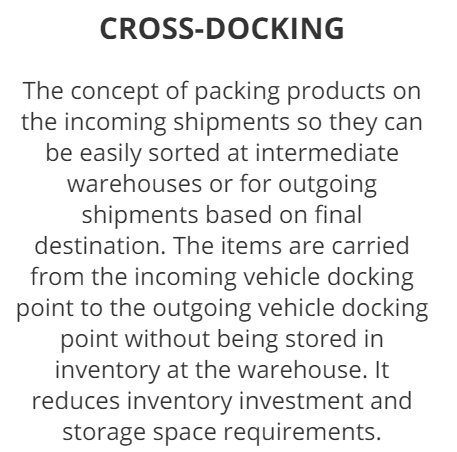 CROSS-DOCKING
The concept of packing products on
the incoming shipments so they can
be easily sorted at intermediate
warehouses or for outgoing
shipments based on final
destination. The items are carried
from the incoming vehicle docking
point to the outgoing vehicle docking
point without being stored in
inventory at the warehouse. It
reduces inventory investment and
storage space requirements.